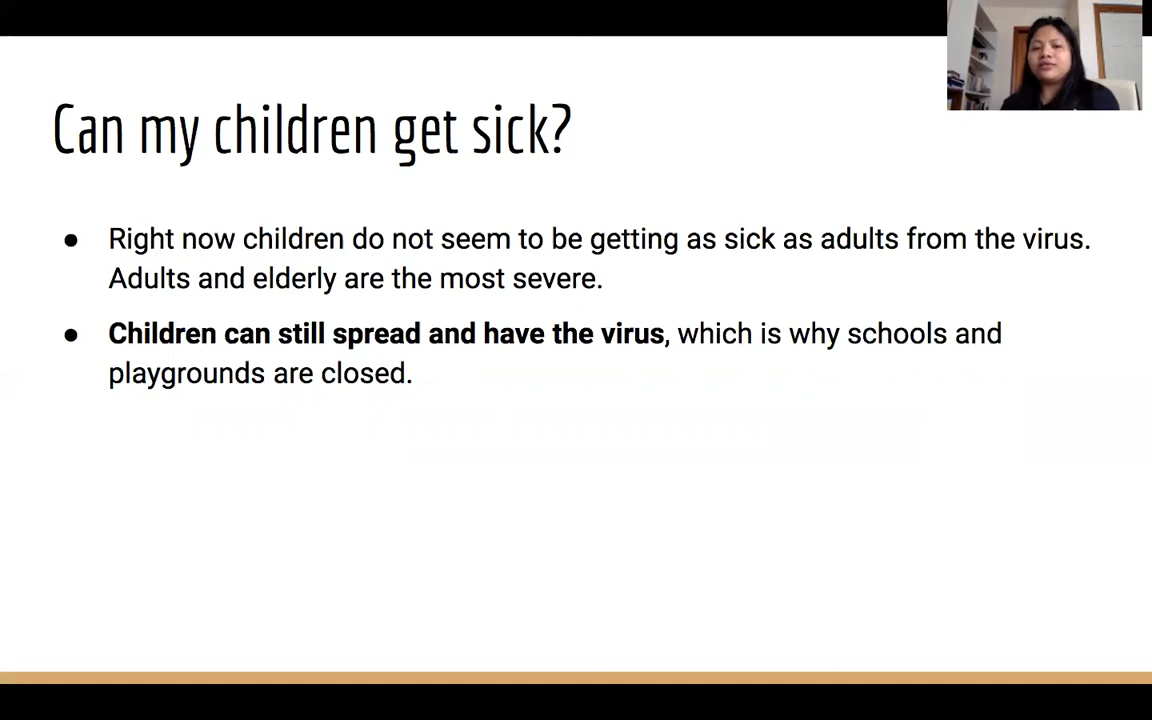 Can my children get sick?
● Right now children do not seem to be getting as sick as adults from the virus.
Adults and elderly are the most severe.
● Children can still spread and have the virus, which is why schools and
playgrounds are closed.